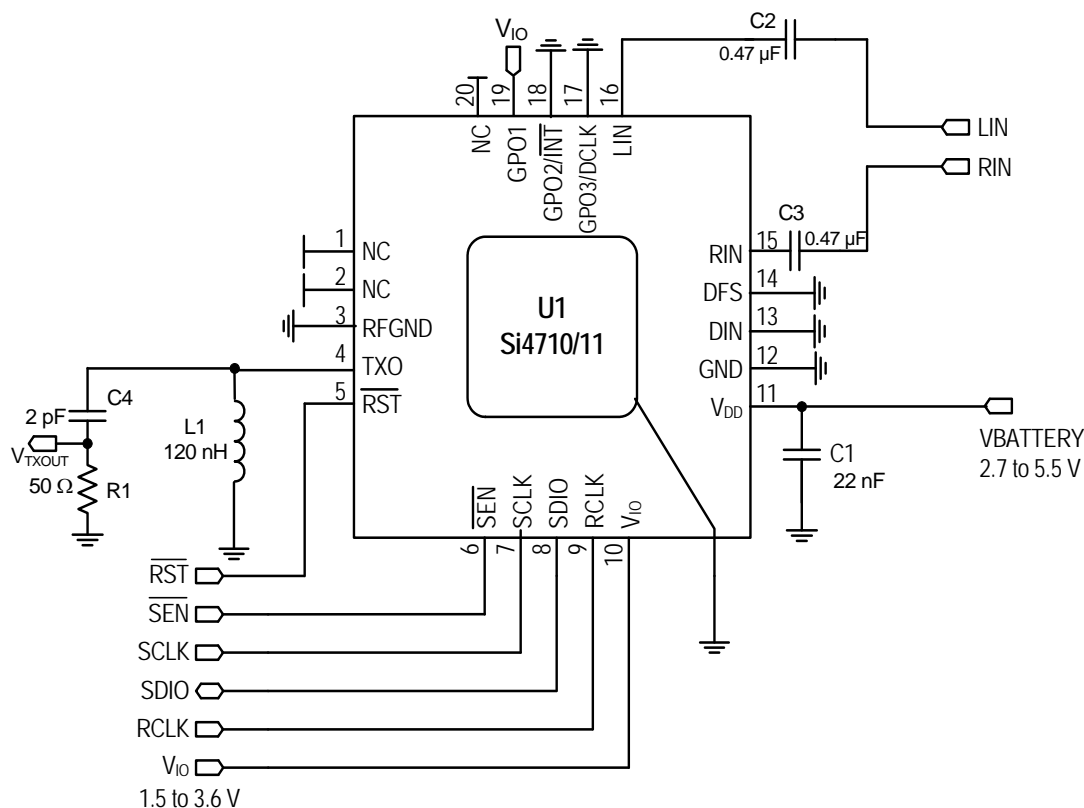 C2
0.47 µF
V_IO
20
19
18
17
16
NC
GPO1
GPO2/INT
GPO3/DCLK
LIN
LIN
RIN
C3
0.47 µF
1
NC
2
NC
3
RFGND
4
TXO
5
RST
U1
Si4710/11
RIN
15
DFS
14
DIN
13
GND
12
V_DD
11
C4
2 pF
V_TXOUT
50 Ω
R1
L1
120 nH
C1
22 nF
VBATTERY
2.7 to 5.5 V
SEN
SCLK
SDIO
RCLK
V_IO
6
7
8
9
10
RST
SEN
SCLK
SDIO
RCLK
V_IO
1.5 to 3.6 V